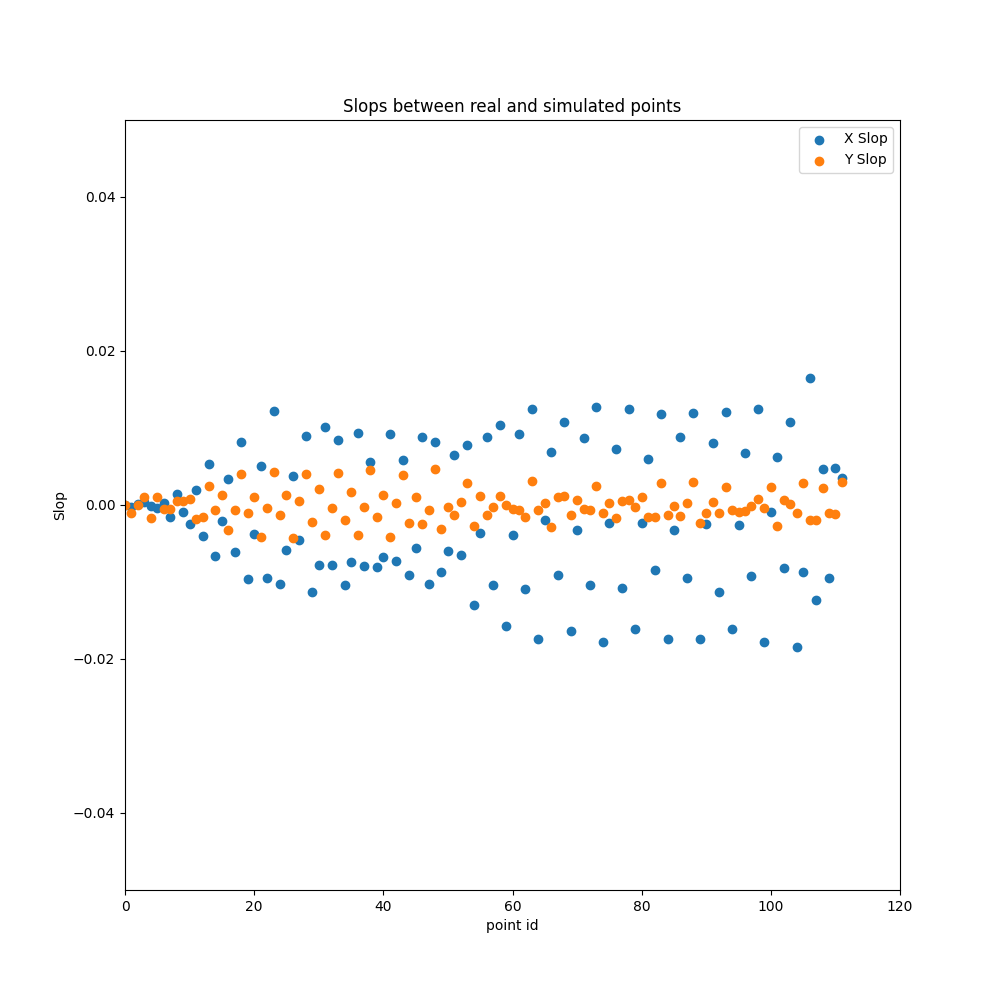 Slops between real and simulated points
X Slop
Y Slop
0.04
0.02
0.00
−0.02
−0.04
Slop
0 20 40 60 80 100 120
point id